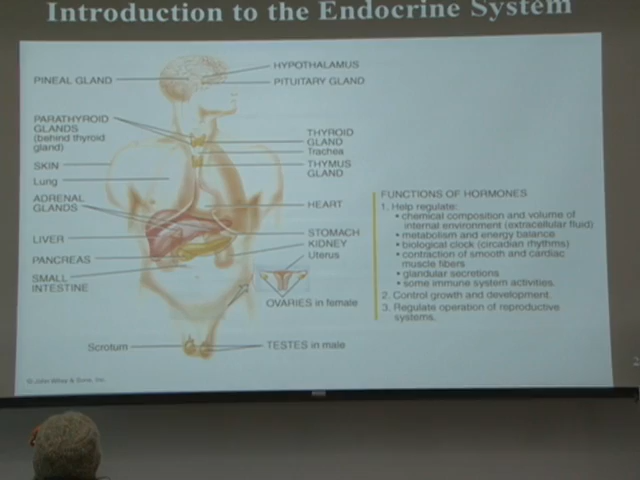 Introduction to the Endocrine System
PINEAL GLAND
HYPOTHALAMUS
PITUITARY GLAND
PARATHYROID
GLANDS
(behind thyroid
gland)
THYROID
GLAND
Trachea
THYMUS
GLAND
SKIN
Lung
ADRENAL
GLANDS
HEART
LIVER
STOMACH
KIDNEY
Uterus
PANCREAS
SMALL
INTESTINE
OVARIES in female
Scrotum
TESTES in male
FUNCTIONS OF HORMONES
1. Help regulate:
• chemical composition and volume of
internal environment (extracellular fluid)
• metabolism and energy balance
• biological clock (circadian rhythms)
• contraction of smooth and cardiac
muscle fibers
• glandular secretions
• some immune system activities.
2. Control growth and development.
3. Regulate operation of reproductive
systems.
© John Wiley & Sons, Inc.